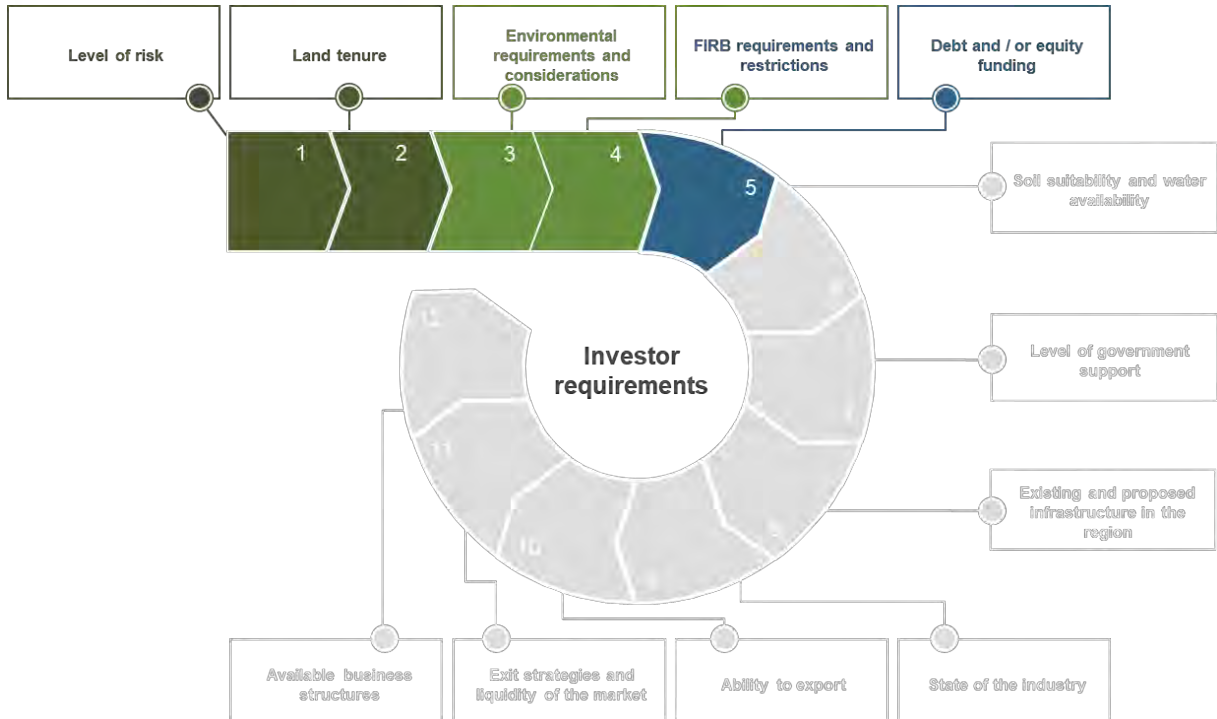 Level of risk
Land tenure
Environmental
requirements and
considerations
FIRB requirements and
restrictions
Debt and / or equity
funding
1
2
3
4
5
Soil suitability and water
availability
Level of government
support
Existing and proposed
infrastructure in the
region
12
11
10
Investor
requirements
Available business
structures
Exit strategies and
liquidity of the market
Ability to export
State of the industry